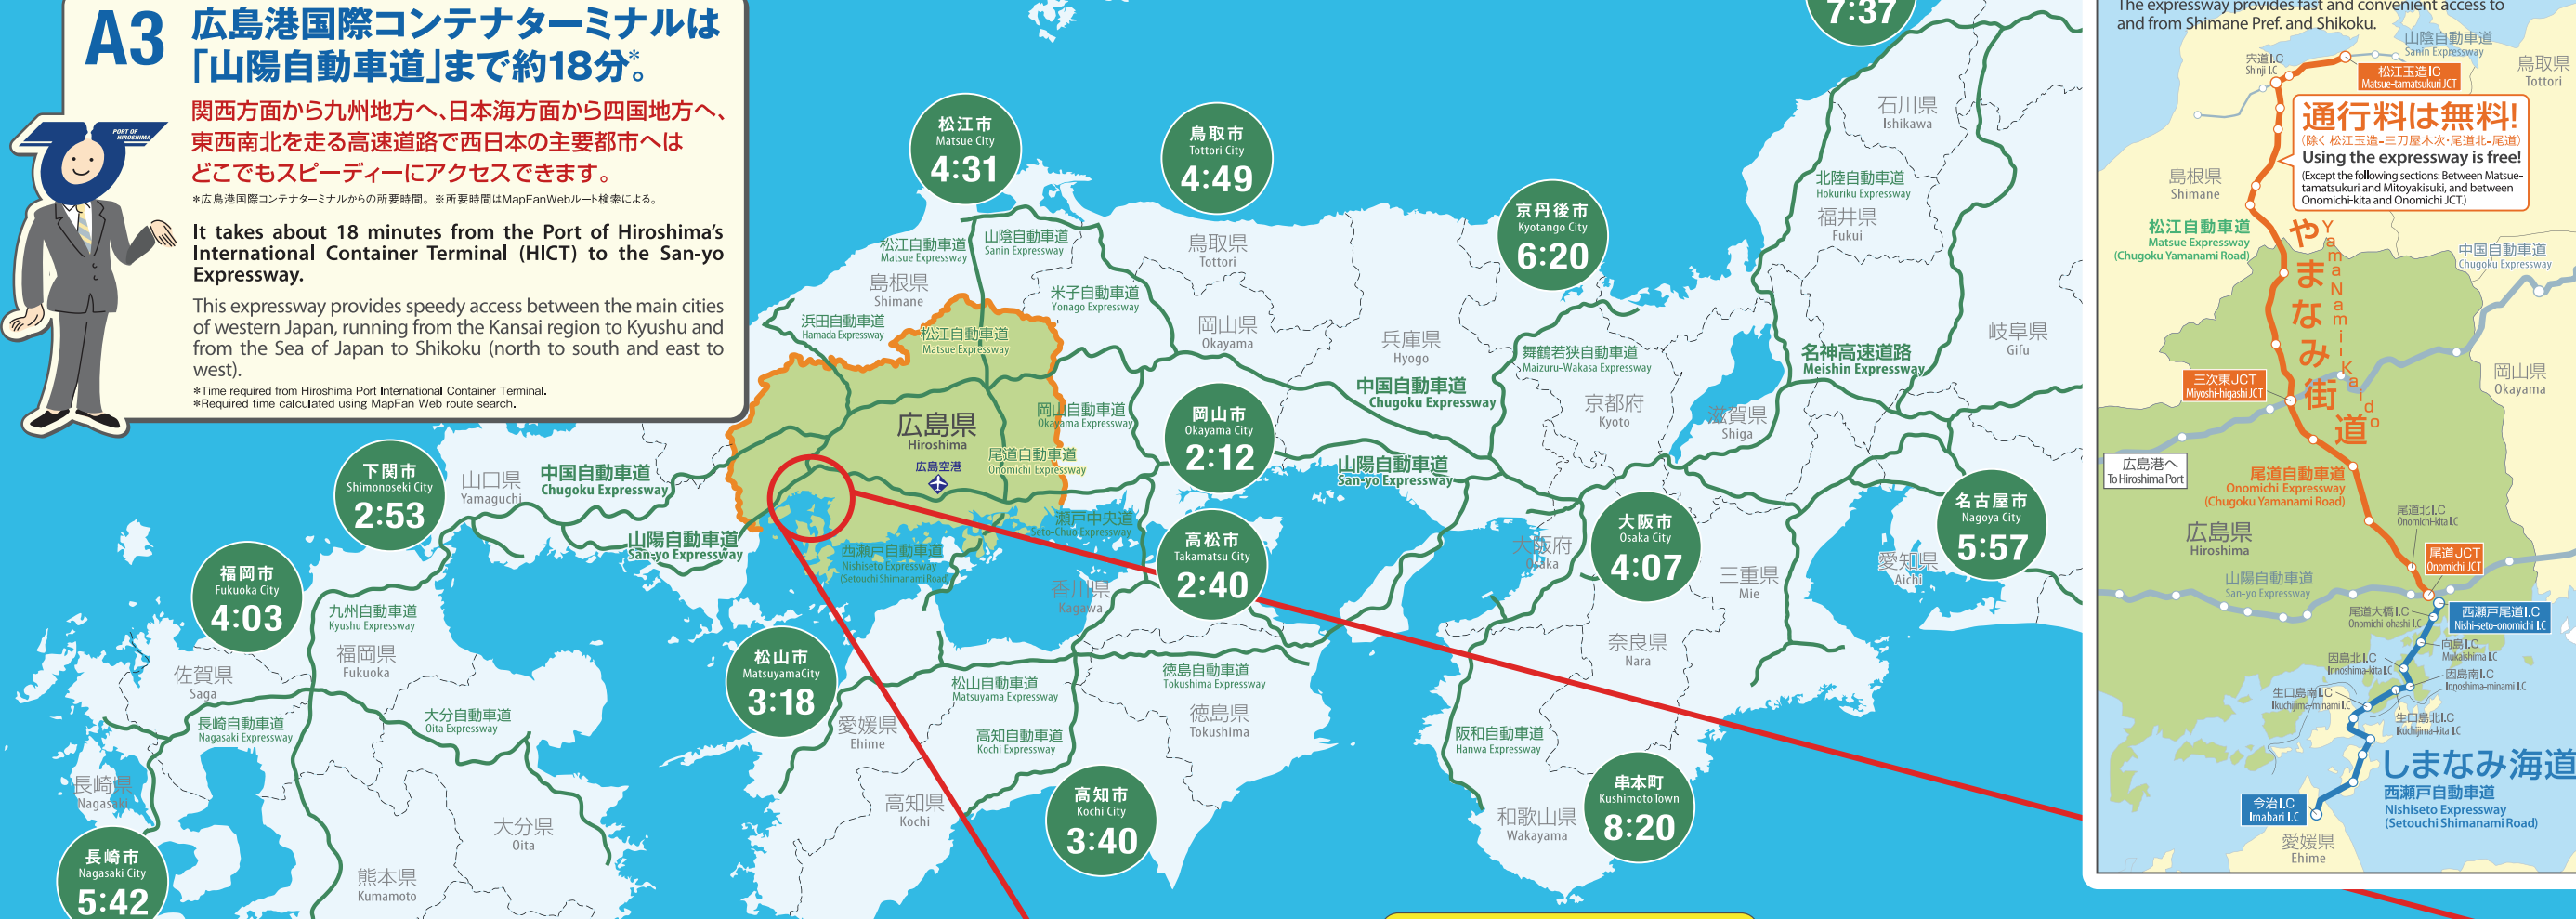 A3
広島港国際コンテナターミナルは
「山陽自動車道」まで約18分*。
関西方面から九州地方へ、日本海方面から四国地方へ、
東西南北を走る高速道路で西日本の主要都市へは
どこでもスピーディーにアクセスできます。
*広島港国際コンテナターミナルからの所要時間。 ※所要時間はMapFanWebルート検索による。
It takes about 18 minutes from the Port of Hiroshima's
International Container Terminal (HICT) to the San-yo
Expressway.
This expressway provides speedy access between the main cities
of western Japan, running from the Kansai region to Kyushu and
from the Sea of Japan to Shikoku (north to south and east to
west).
*Time required from Hiroshima Port International Container Terminal.
*Required time calculated using MapFan Web route search.
PORT OF
HIROSHIMA
7:37
松江市
Matsue City
4:31
鳥取市
Tottori City
4:49
京丹後市
Kyotango City
6:20
石川県
Ishikawa
北陸自動車道
Hokuriku Expressway
福井県
Fukui
松江自動車道
Matsue Expressway
山陰自動車道
Sanin Expressway
鳥取県
Tottori
島根県
Shimane
米子自動車道
Yonago Expressway
浜田自動車道
Hamada Expressway
松江自動車道
Matsue Expressway
岡山県
Okayama
兵庫県
Hyogo
舞鶴若狭自動車道
Maizuru-Wakasa Expressway
名神高速道路
Meishin Expressway
岐阜県
Gifu
中国自動車道
Chugoku Expressway
京都府
Kyoto
滋賀県
Shiga
岡山自動車道
Okayama Expressway
岡山市
Okayama City
2:12
広島県
Hiroshima
広島空港
尾道自動車道
Onomichi Expressway
山陽自動車道
San-yo Expressway
下関市
Shimonoseki City
2:53
山口県
Yamaguchi
中国自動車道
Chugoku Expressway
山陽自動車道
San-yo Expressway
西瀬戸自動車道
Nishiseto Expressway
(Setouchi Shimanami Road)
瀬戸中央道
Seto-Chuo Expressway
高松市
Takamatsu City
2:40
香川県
Kagawa
大阪府
Osaka
大阪市
Osaka City
4:07
三重県
Mie
愛知県
Aichi
名古屋市
Nagoya City
5:57
福岡市
Fukuoka City
4:03
九州自動車道
Kyushu Expressway
福岡県
Fukuoka
佐賀県
Saga
長崎自動車道
Nagasaki Expressway
大分自動車道
Oita Expressway
長崎県
Nagasaki
大分県
Oita
熊本県
Kumamoto
長崎市
Nagasaki City
5:42
松山市
MatsuyamaCity
3:18
愛媛県
Ehime
松山自動車道
Matsuyama Expressway
高知自動車道
Kochi Expressway
高知県
Kochi
高知市
Kochi City
3:40
徳島自動車道
Tokushima Expressway
徳島県
Tokushima
奈良県
Nara
阪和自動車道
Hanwa Expressway
和歌山県
Wakayama
串本町
Kushimoto Town
8:20
The expressway provides fast and convenient access to
and from Shimane Pref. and Shikoku.
山陰自動車道
Sanin Expressway
宍道I.C
Shinji I.C
松江玉造IC
Matsue-tamatsukuri JCT
鳥取県
Tottori
通行料は無料!
(除く 松江玉造-三刀屋木次・尾道北-尾道)
Using the expressway is free!
(Except the following sections: Between Matsue-
tamatsukuri and Mitoyakisuki, and between
Onomichi-kita and Onomichi JCT.)
島根県
Shimane
松江自動車道
Matsue Expressway
(Chugoku Yamanami Road)
やまなみ街道
YamaNami-Kaido
中国自動車道
Chugoku Expressway
三次東JCT
Miyoshi-higashi JCT
岡山県
Okayama
広島港へ
To Hiroshima Port
尾道自動車道
Onomichi Expressway
(Chugoku Yamanami Road)
尾道北I.C
Onomichi-kita I.C
広島県
Hiroshima
尾道JCT
Onomichi JCT
山陽自動車道
San-yo Expressway
尾道大橋I.C
Onomichi-ohashi I.C
西瀬戸尾道I.C
Nishi-seto-onomichi I.C
向島I.C
Mukaishima I.C
因島北I.C
Innoshima-kita I.C
因島南I.C
Innoshima-minami I.C
生口島南I.C
Ikuchijima-minami I.C
生口島北I.C
Ikuchijima-kita I.C
しまなみ海道
西瀬戸自動車道
Nishiseto Expressway
(Setouchi Shimanami Road)
今治I.C
Imabari I.C
愛媛県
Ehime